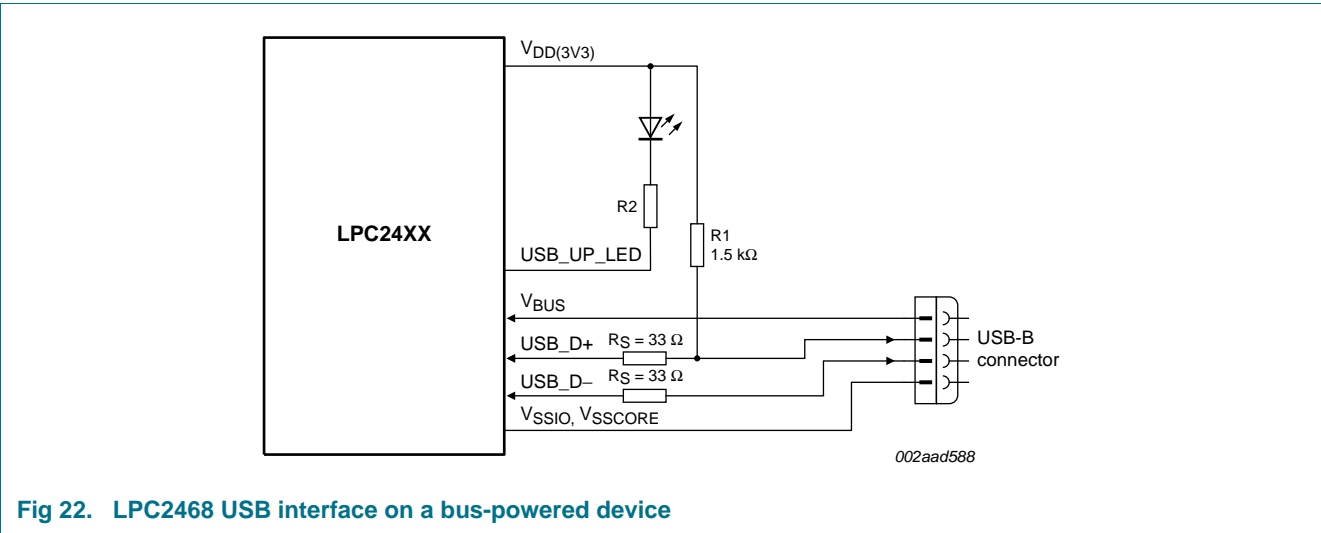 VDD(3V3)
R2
LPC24XX
R1
1.5 kΩ
USB_UP_LED
VBUS
USB_D+ RS = 33 Ω
USB-B
connector
USB_D− RS = 33 Ω
VSSIO, VSSCORE
002aad588
Fig 22. LPC2468 USB interface on a bus-powered device